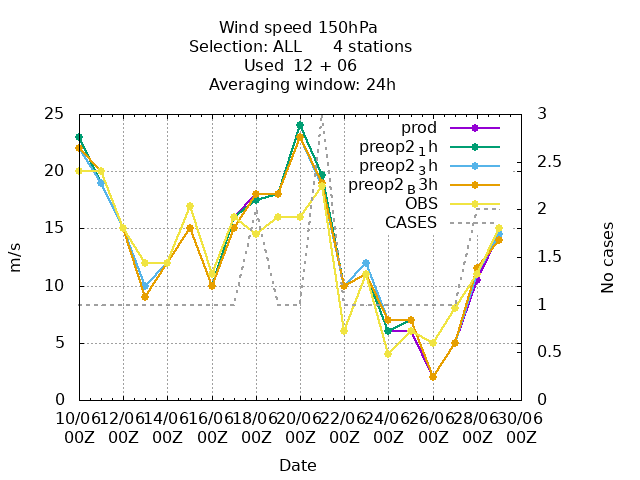 Wind speed 150hPa
Selection: ALL 4 stations
Used 12 + 06
Averaging window: 24h
25 3
prod
preop2 1h
preop2 3h
preop2 B3h
OBS
CASES
20 2.5
2
15 1.5
10 1
5 0.5
0 0
m/s
No cases
10/06 12/06 14/06 16/06 18/06 20/06 22/06 24/06 26/06 28/06 30/06
00Z 00Z 00Z 00Z 00Z 00Z 00Z 00Z 00Z 00Z 00Z
Date